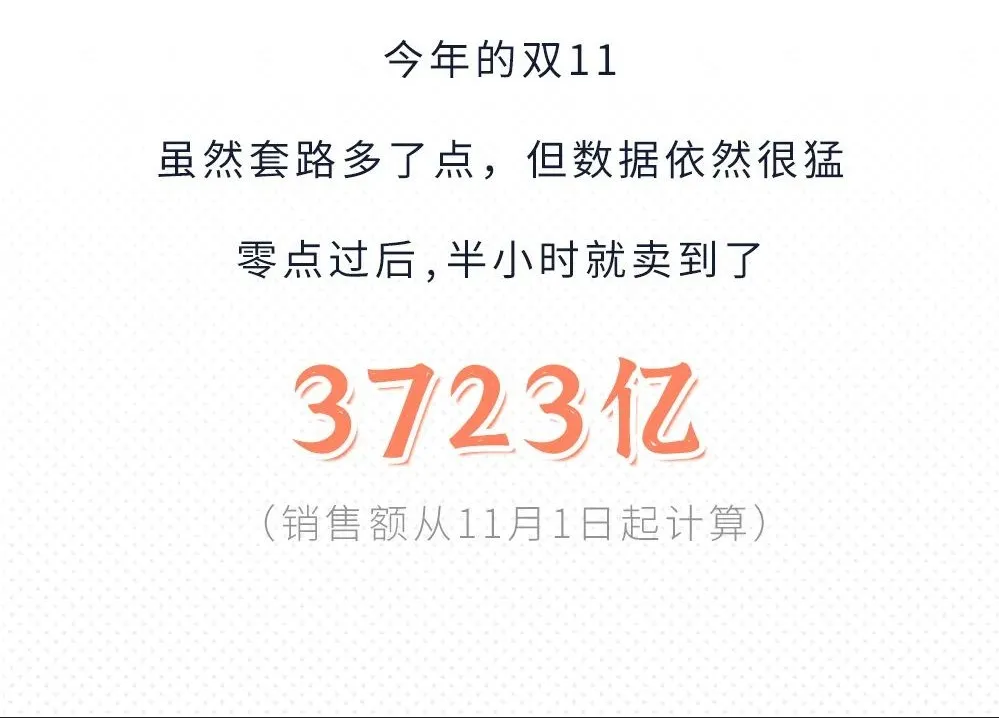 今年的双11
虽然套路多了点，但数据依然很猛
零点过后,半小时就卖到了
3723亿
（销售额从11月1日起计算）